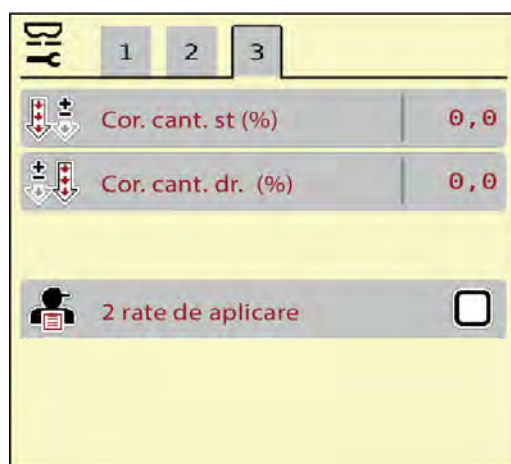 1 2 3
Cor. cant. st (%) 0,0
Cor. cant. dr. (%) 0,0
2 rate de aplicare